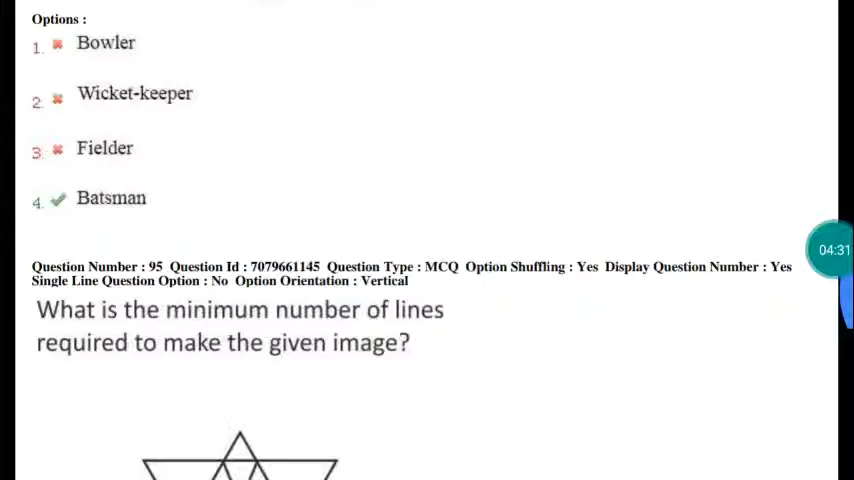 Options :
1. Bowler
2. Wicket-keeper
3. Fielder
4. Batsman
Question Number : 95 Question Id : 7079661145 Question Type : MCQ Option Shuffling : Yes Display Question Number : Yes
Single Line Question Option : No Option Orientation : Vertical
What is the minimum number of lines
required to make the given image?
04:31